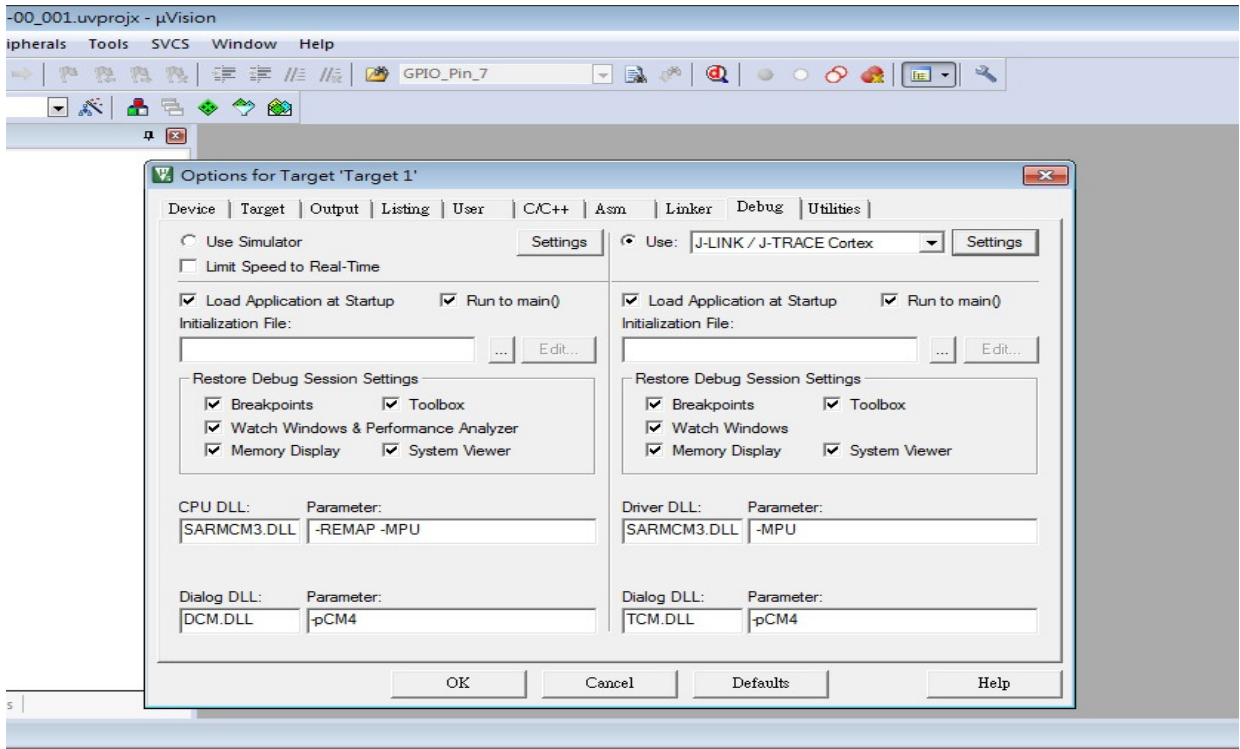 -00_001.uvprojx - µVision
ipherals Tools SVCS Window Help
GPIO_Pin_7
Options for Target 'Target 1'
Device Target Output Listing User C/C++ Asm Linker Debug Utilities
Use Simulator Settings Use: J-LINK / J-TRACE Cortex Settings
Limit Speed to Real-Time
Load Application at Startup Run to main() Load Application at Startup Run to main()
Initialization File: Initialization File:
... Edit... ... Edit...
Restore Debug Session Settings Restore Debug Session Settings
Breakpoints Toolbox Breakpoints Toolbox
Watch Windows & Performance Analyzer Watch Windows
Memory Display System Viewer Memory Display System Viewer
CPU DLL: Parameter: Driver DLL: Parameter:
SARMCM3.DLL -REMAP -MPU SARMCM3.DLL -MPU
Dialog DLL: Parameter: Dialog DLL: Parameter:
DCM.DLL -pCM4 TCM.DLL -pCM4
OK Cancel Defaults Help
s